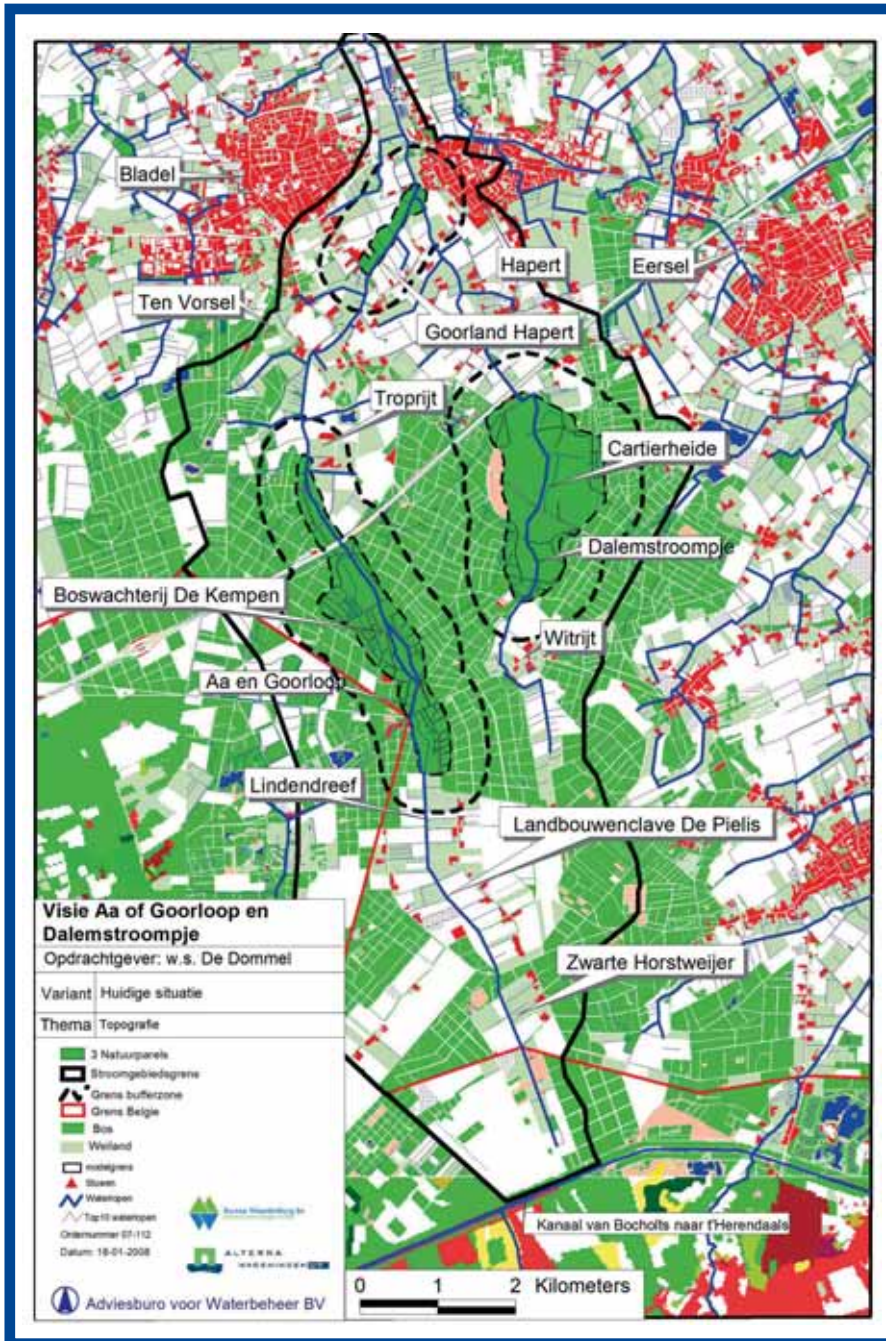 Bladel
Hapert
Eersel
Ten Vorsel
Goorland Hapert
Troprijt
Cartierheide
Dalemstroompje
Boswachterij De Kempen
Witrijt
Aa en Goorloop
Lindendreef
Landbouwenclave De Pielis
Zwarte Horstweijer
Kanaal van Bocholts naar t'Herendaals
Visie Aa of Goorloop en
Dalemstroompje
Opdrachtgever: w.s. De Dommel
Variant Huidige situatie
Thema Topografie
3 Natuurparels
Stroomgebiedsgrens
Grens bufferzone
Grens Belgie
Bos
Weiland
modelgrens
Stuwen
Waterlopen
Top10 waterlopen
Ordernummer 07-112
Datum: 18-01-2008
ALTERRA
WAGENINGEN UR
Adviesburo voor Waterbeheer BV
0 1 2 Kilometers